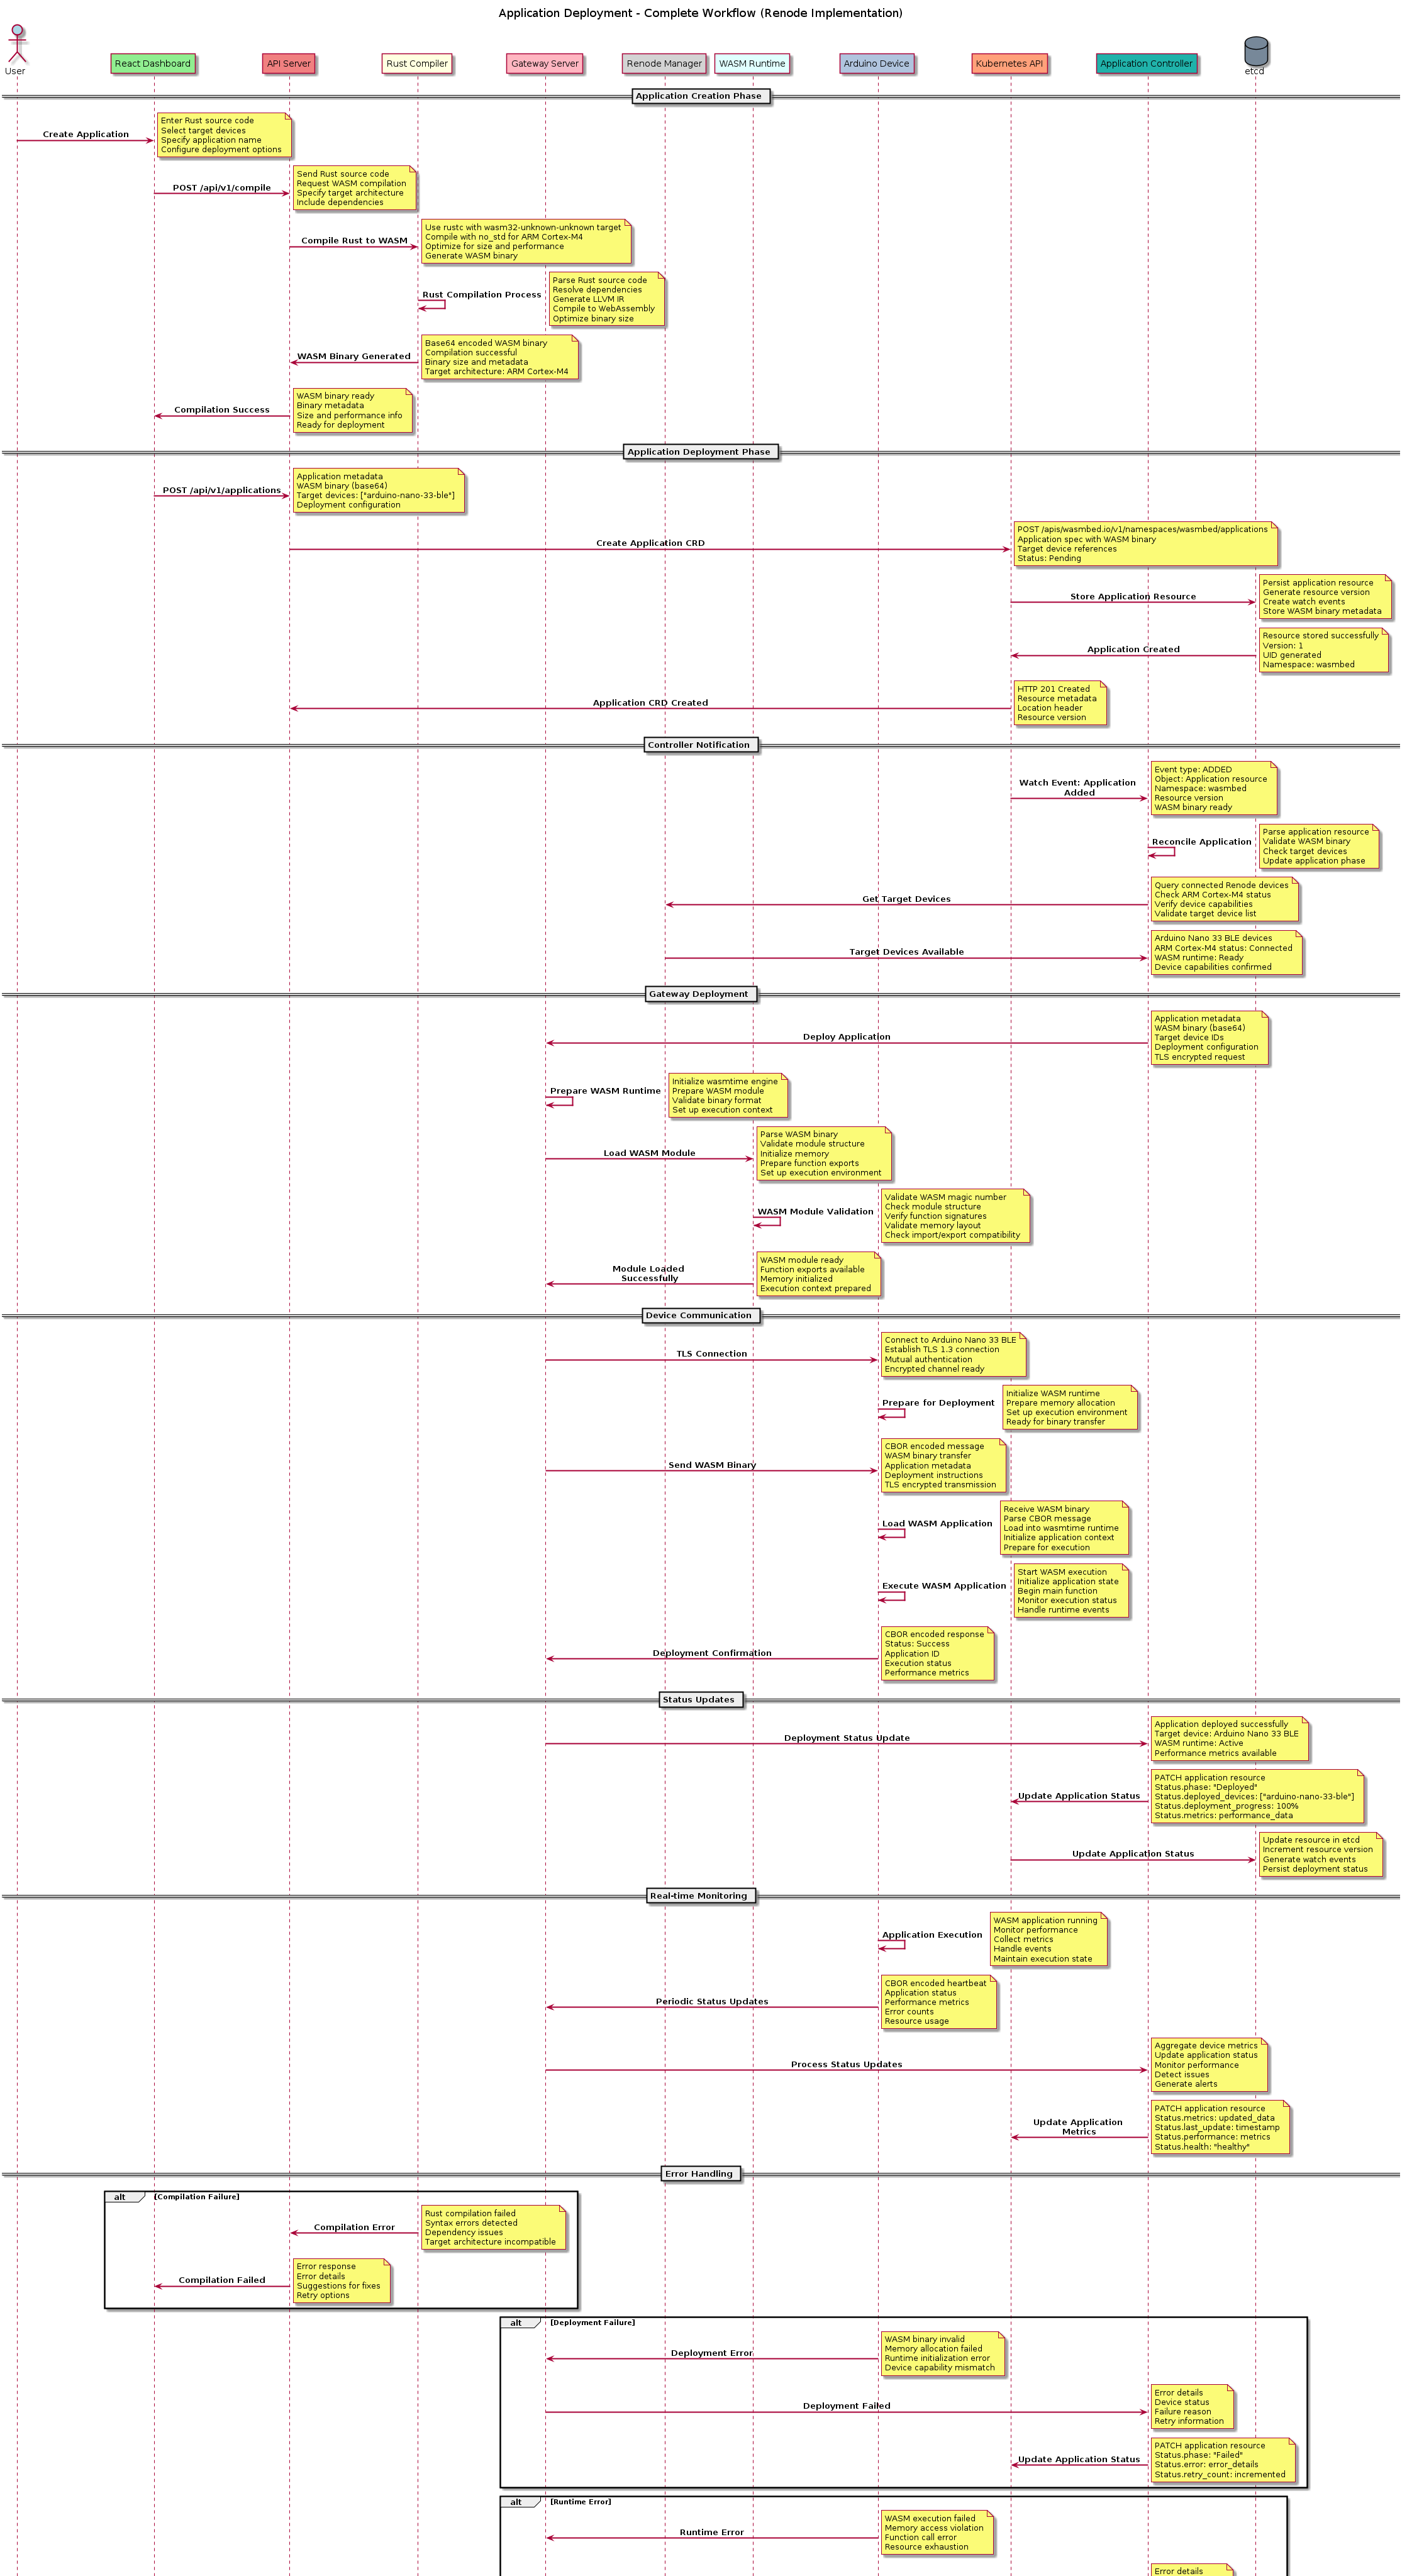 Application Deployment - Complete Workflow (Renode Implementation)
User
React Dashboard
API Server
Rust Compiler
Gateway Server
Renode Manager
WASM Runtime
Arduino Device
Kubernetes API
Application Controller
etcd
Application Creation Phase
Create Application
Enter Rust source code
Select target devices
Specify application name
Configure deployment options
POST /api/v1/compile
Send Rust source code
Request WASM compilation
Specify target architecture
Include dependencies
Compile Rust to WASM
Use rustc with wasm32-unknown-unknown target
Compile with no_std for ARM Cortex-M4
Optimize for size and performance
Generate WASM binary
Rust Compilation Process
Parse Rust source code
Resolve dependencies
Generate LLVM IR
Compile to WebAssembly
Optimize binary size
WASM Binary Generated
Base64 encoded WASM binary
Compilation successful
Binary size and metadata
Target architecture: ARM Cortex-M4
Compilation Success
WASM binary ready
Binary metadata
Size and performance info
Ready for deployment
Application Deployment Phase
POST /api/v1/applications
Application metadata
WASM binary (base64)
Target devices: ["arduino-nano-33-ble"]
Deployment configuration
Create Application CRD
POST /apis/wasmbed.io/v1/namespaces/wasmbed/applications
Application spec with WASM binary
Target device references
Status: Pending
Store Application Resource
Persist application resource
Generate resource version
Create watch events
Store WASM binary metadata
Application Created
Resource stored successfully
Version: 1
UID generated
Namespace: wasmbed
Application CRD Created
HTTP 201 Created
Resource metadata
Location header
Resource version
Controller Notification
Watch Event: Application
Added
Event type: ADDED
Object: Application resource
Namespace: wasmbed
Resource version
WASM binary ready
Reconcile Application
Parse application resource
Validate WASM binary
Check target devices
Update application phase
Get Target Devices
Query connected Renode devices
Check ARM Cortex-M4 status
Verify device capabilities
Validate target device list
Target Devices Available
Arduino Nano 33 BLE devices
ARM Cortex-M4 status: Connected
WASM runtime: Ready
Device capabilities confirmed
Gateway Deployment
Deploy Application
Application metadata
WASM binary (base64)
Target device IDs
Deployment configuration
TLS encrypted request
Prepare WASM Runtime
Initialize wasmtime engine
Prepare WASM module
Validate binary format
Set up execution context
Load WASM Module
Parse WASM binary
Validate module structure
Initialize memory
Prepare function exports
Set up execution environment
WASM Module Validation
Validate WASM magic number
Check module structure
Verify function signatures
Validate memory layout
Check import/export compatibility
Module Loaded
Successfully
WASM module ready
Function exports available
Memory initialized
Execution context prepared
Device Communication
TLS Connection
Connect to Arduino Nano 33 BLE
Establish TLS 1.3 connection
Mutual authentication
Encrypted channel ready
Prepare for Deployment
Initialize WASM runtime
Prepare memory allocation
Set up execution environment
Ready for binary transfer
Send WASM Binary
CBOR encoded message
WASM binary transfer
Application metadata
Deployment instructions
TLS encrypted transmission
Load WASM Application
Receive WASM binary
Parse CBOR message
Load into wasmtime runtime
Initialize application context
Prepare for execution
Execute WASM Application
Start WASM execution
Initialize application state
Begin main function
Monitor execution status
Handle runtime events
Deployment Confirmation
CBOR encoded response
Status: Success
Application ID
Execution status
Performance metrics
Status Updates
Deployment Status Update
Application deployed successfully
Target device: Arduino Nano 33 BLE
WASM runtime: Active
Performance metrics available
Update Application Status
PATCH application resource
Status.phase: "Deployed"
Status.deployed_devices: ["arduino-nano-33-ble"]
Status.deployment_progress: 100%
Status.metrics: performance_data
Update Application Status
Update resource in etcd
Increment resource version
Generate watch events
Persist deployment status
Real-time Monitoring
Application Execution
WASM application running
Monitor performance
Collect metrics
Handle events
Maintain execution state
Periodic Status Updates
CBOR encoded heartbeat
Application status
Performance metrics
Error counts
Resource usage
Process Status Updates
Aggregate device metrics
Update application status
Monitor performance
Detect issues
Generate alerts
Update Application
Metrics
PATCH application resource
Status.metrics: updated_data
Status.last_update: timestamp
Status.performance: metrics
Status.health: "healthy"
Error Handling
alt [Compilation Failure]
Compilation Error
Rust compilation failed
Syntax errors detected
Dependency issues
Target architecture incompatible
Compilation Failed
Error response
Error details
Suggestions for fixes
Retry options
alt [Deployment Failure]
Deployment Error
WASM binary invalid
Memory allocation failed
Runtime initialization error
Device capability mismatch
Deployment Failed
Error details
Device status
Failure reason
Retry information
Update Application Status
PATCH application resource
Status.phase: "Failed"
Status.error: error_details
Status.retry_count: incremented
alt [Runtime Error]
Runtime Error
WASM execution failed
Memory access violation
Function call error
Resource exhaustion
Error details